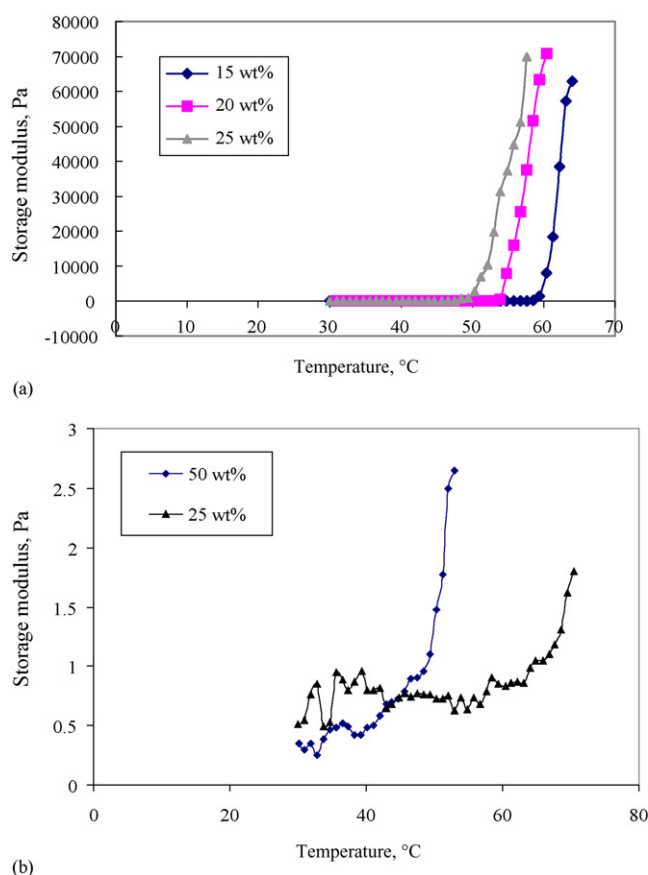 80000
70000
60000
50000
40000
30000
20000
10000
0
-10000
Storage modulus, Pa
15 wt%
20 wt%
25 wt%
0 10 20 30 40 50 60 70
Temperature, °C
(a)
3
2.5
2
1.5
1
0.5
0
Storage modulus, Pa
50 wt%
25 wt%
0 20 40 60 80
Temperature, °C
(b)